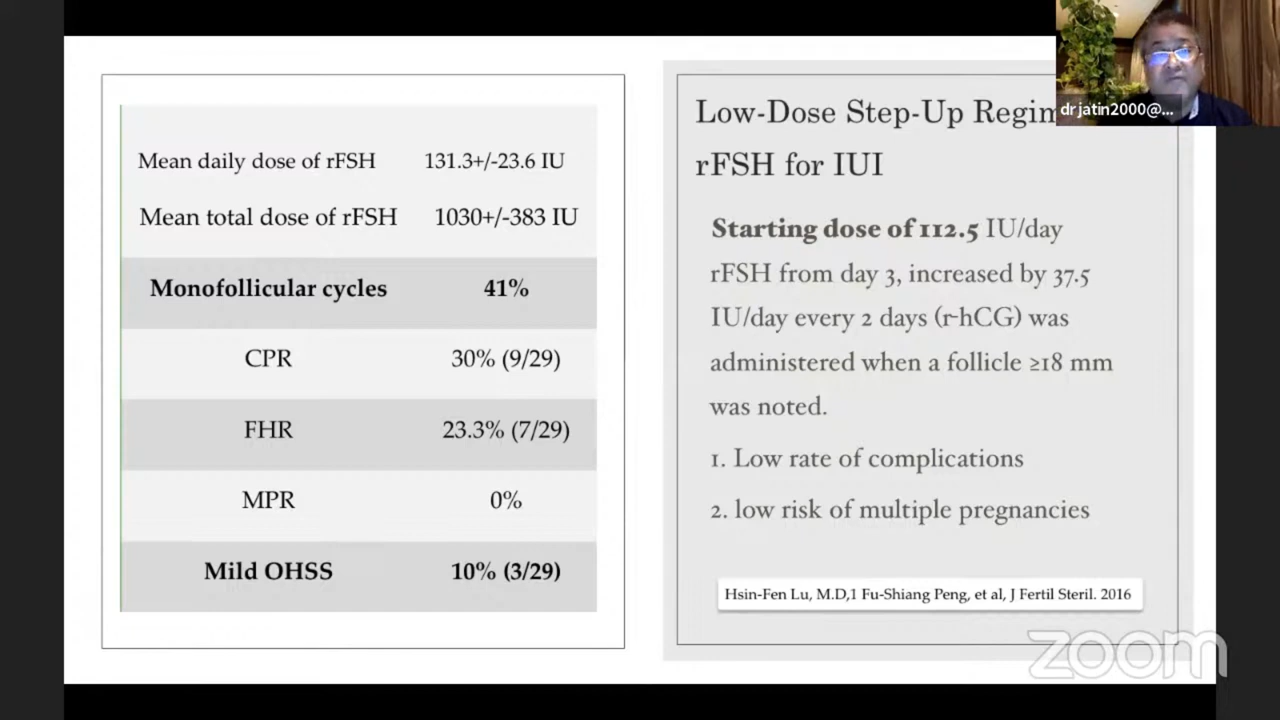 Mean daily dose of rFSH 131.3+/-23.6 IU
Mean total dose of rFSH 1030+/-383 IU
Monofollicular cycles 41%
CPR 30% (9/29)
FHR 23.3% (7/29)
MPR 0%
Mild OHSS 10% (3/29)
Low-Dose Step-Up
rFSH for IUI
Starting dose of 112.5 IU/day
rFSH from day 3, increased by 37.5
IU/day every 2 days (r-hCG) was
administered when a follicle ≥18 mm
was noted.
1. Low rate of complications
2. low risk of multiple pregnancies
Hsin-Fen Lu, M.D,1 Fu-Shiang Peng, et al, J Fertil Steril. 2016
drjatin2000@...
zoom